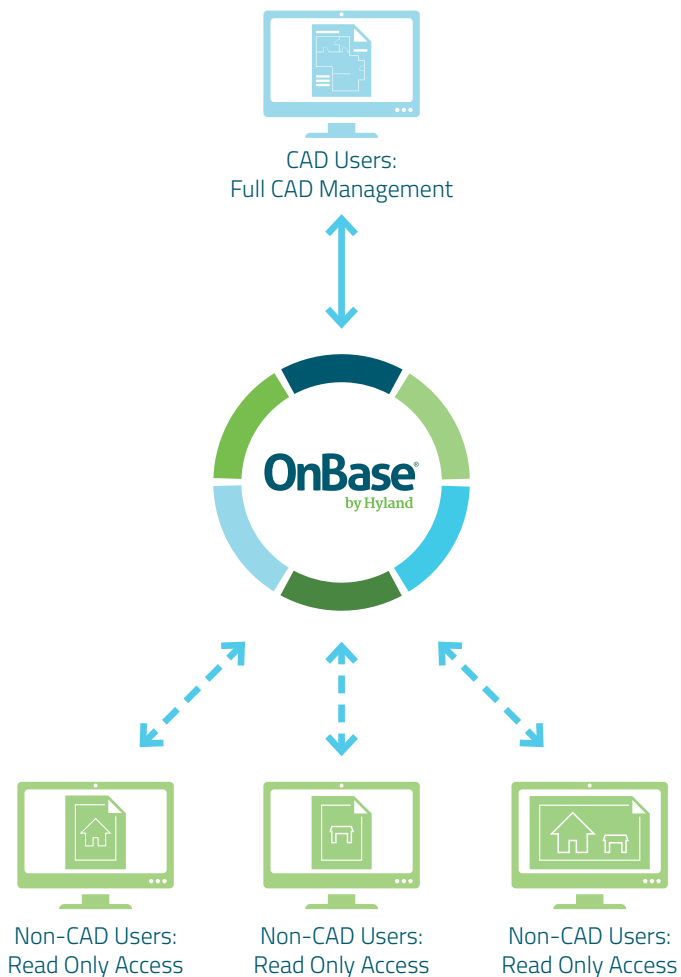 CAD Users:
Full CAD Management
OnBase®
by Hyland
Non-CAD Users:
Read Only Access
Non-CAD Users:
Read Only Access
Non-CAD Users:
Read Only Access